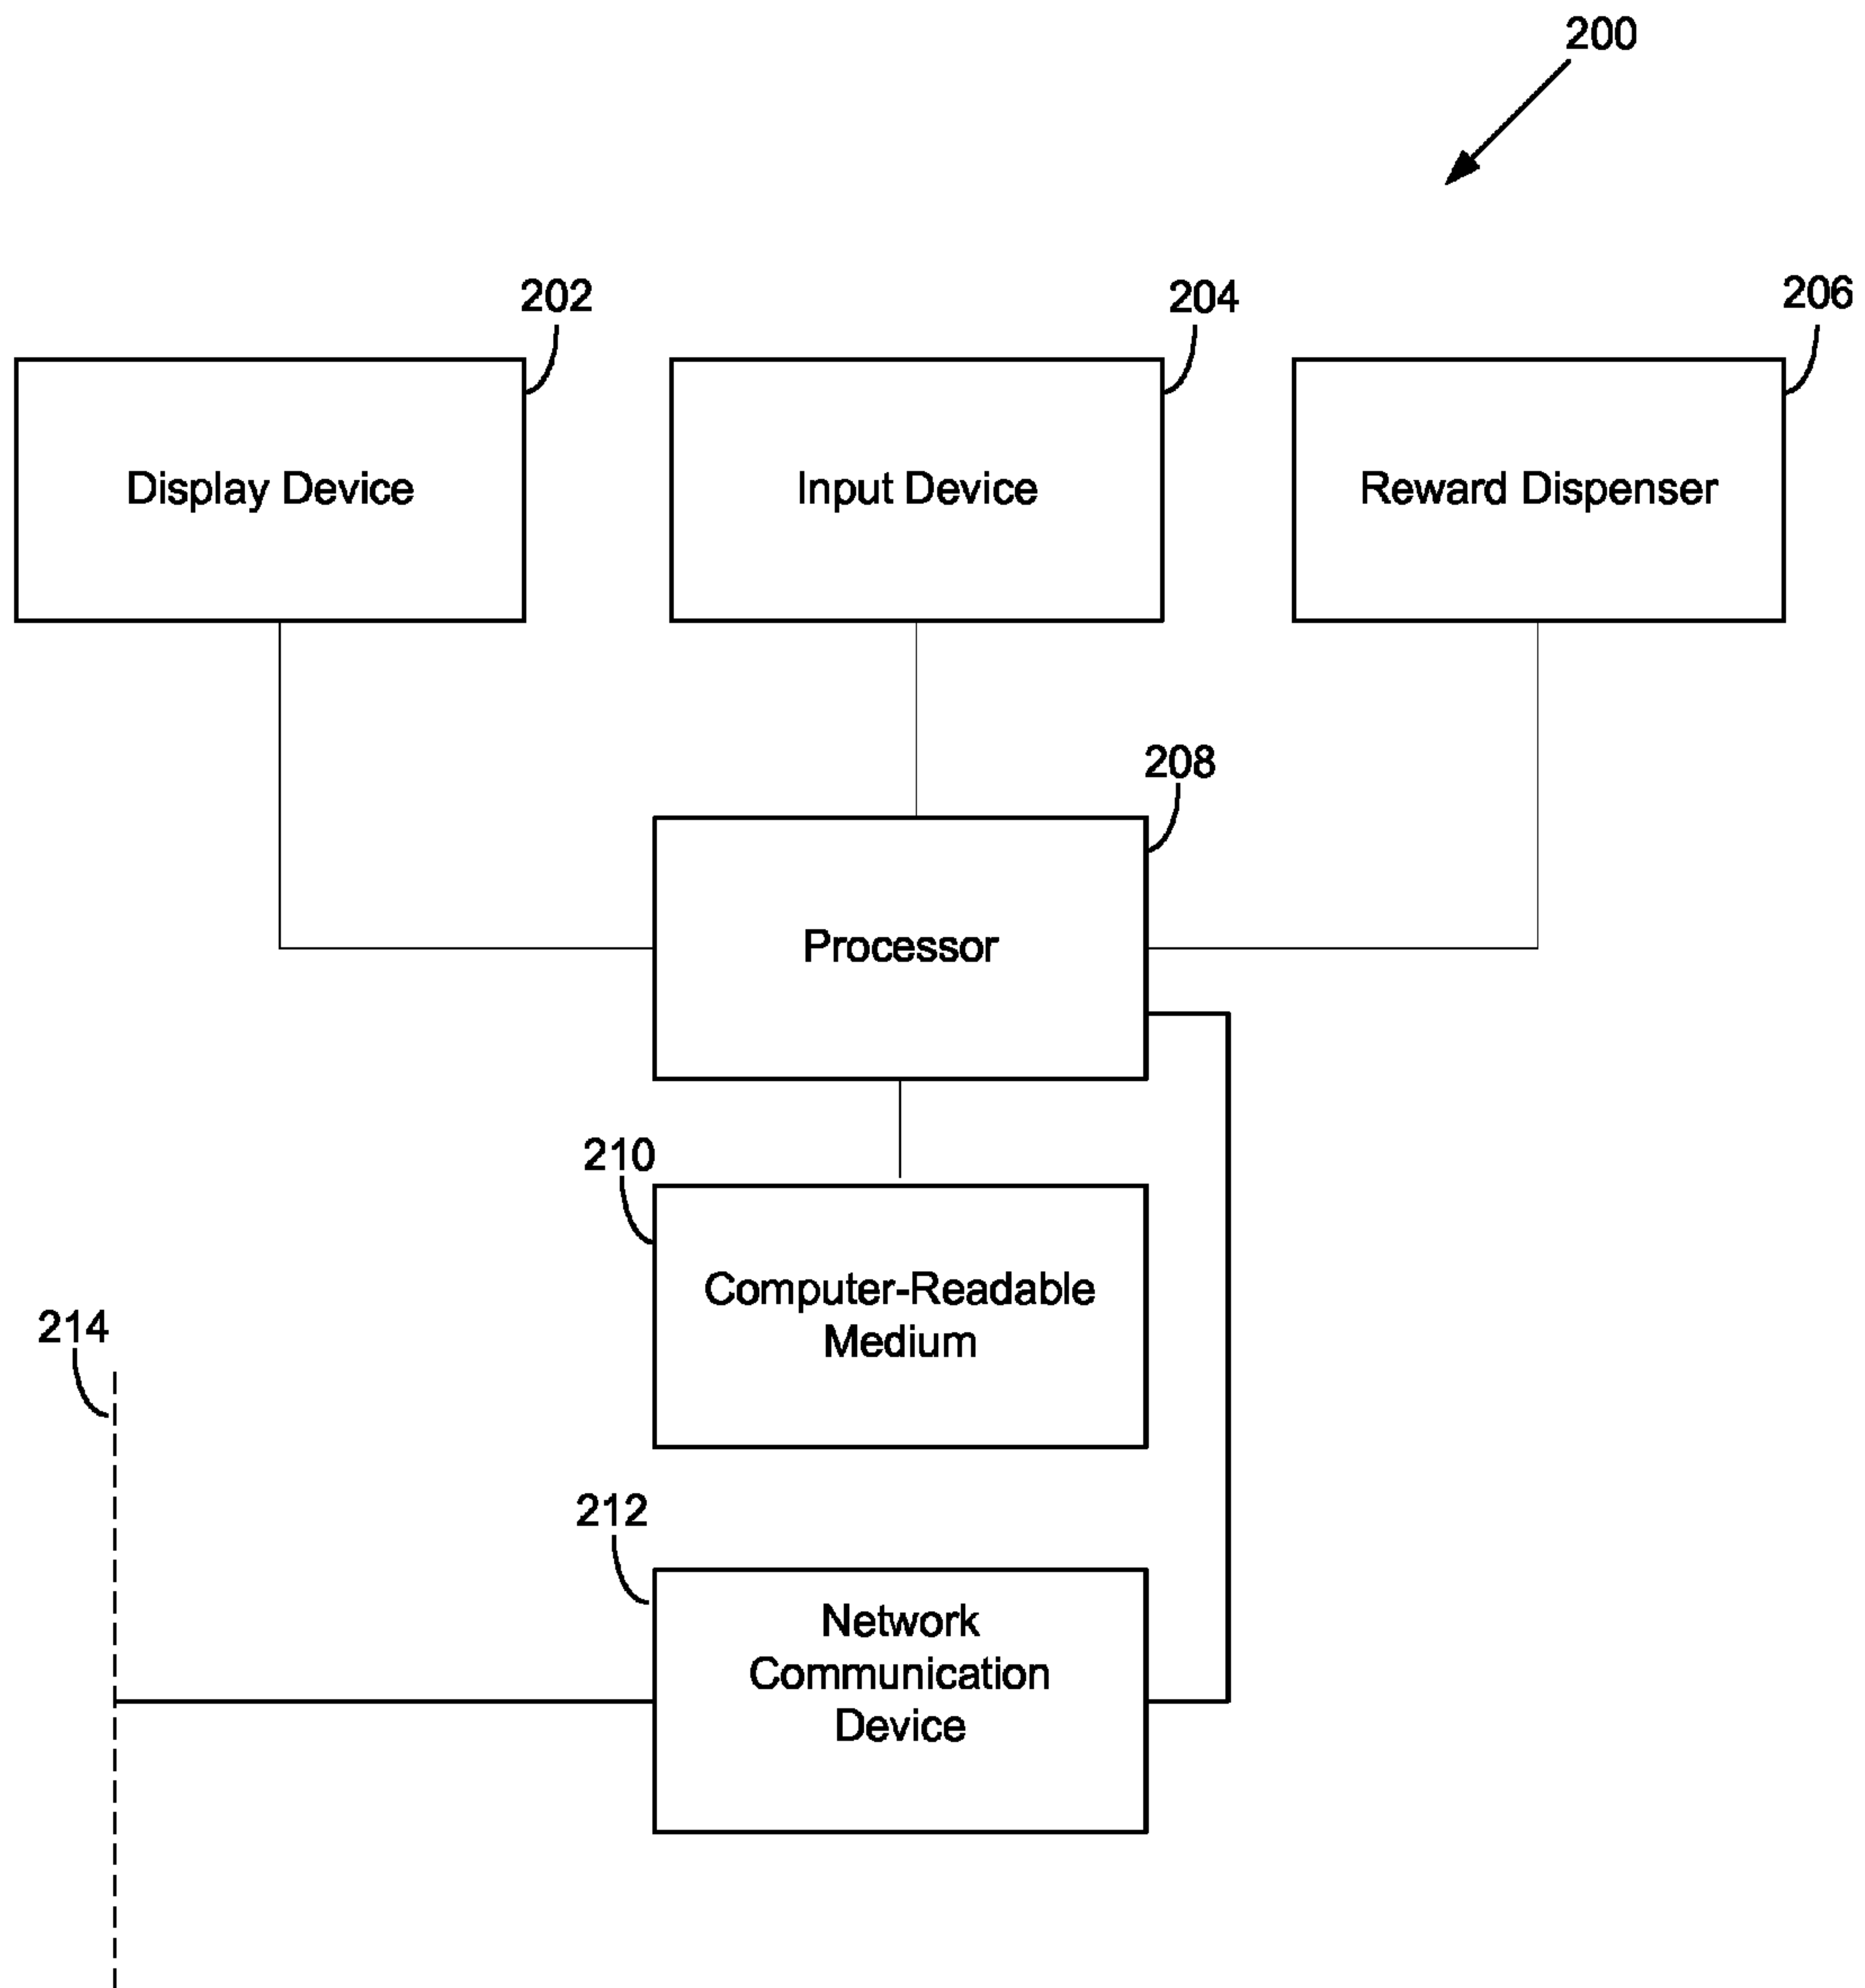 200
202
204
206
Display Device
Input Device
Reward Dispenser
208
Processor
210
Computer-Readable
Medium
214
212
Network
Communication
Device